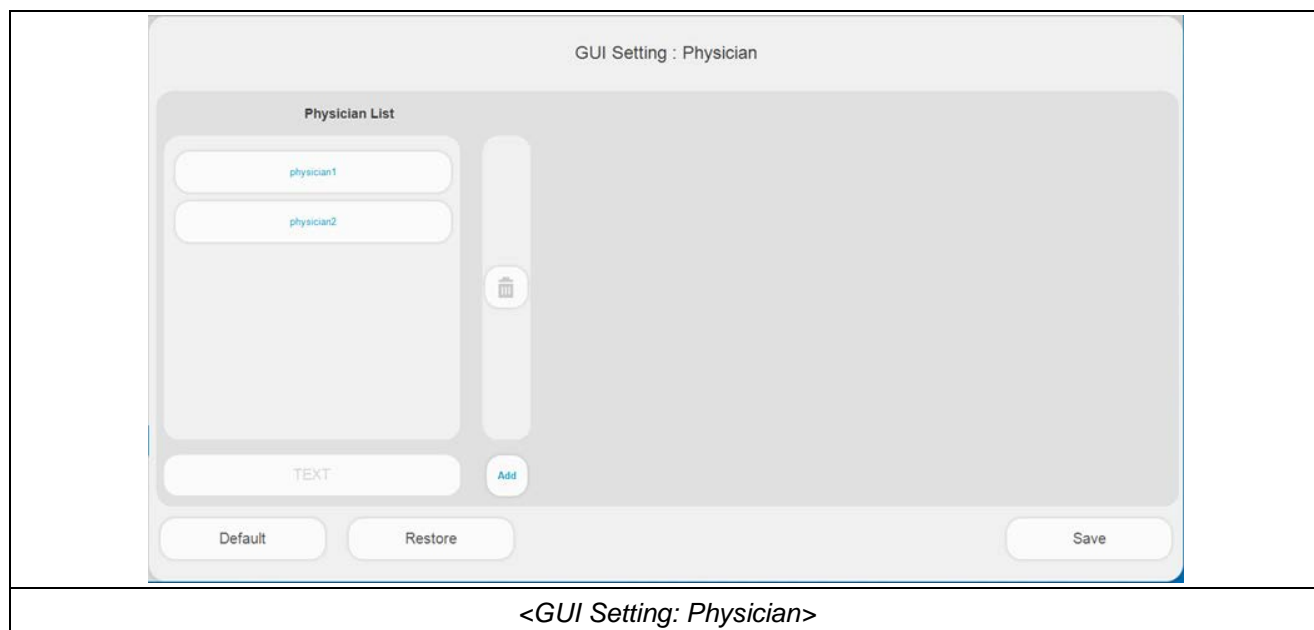 GUI Setting : Physician
Physician List
physician1
physician2
TEXT
Add
Default
Restore
Save
<GUI Setting: Physician>